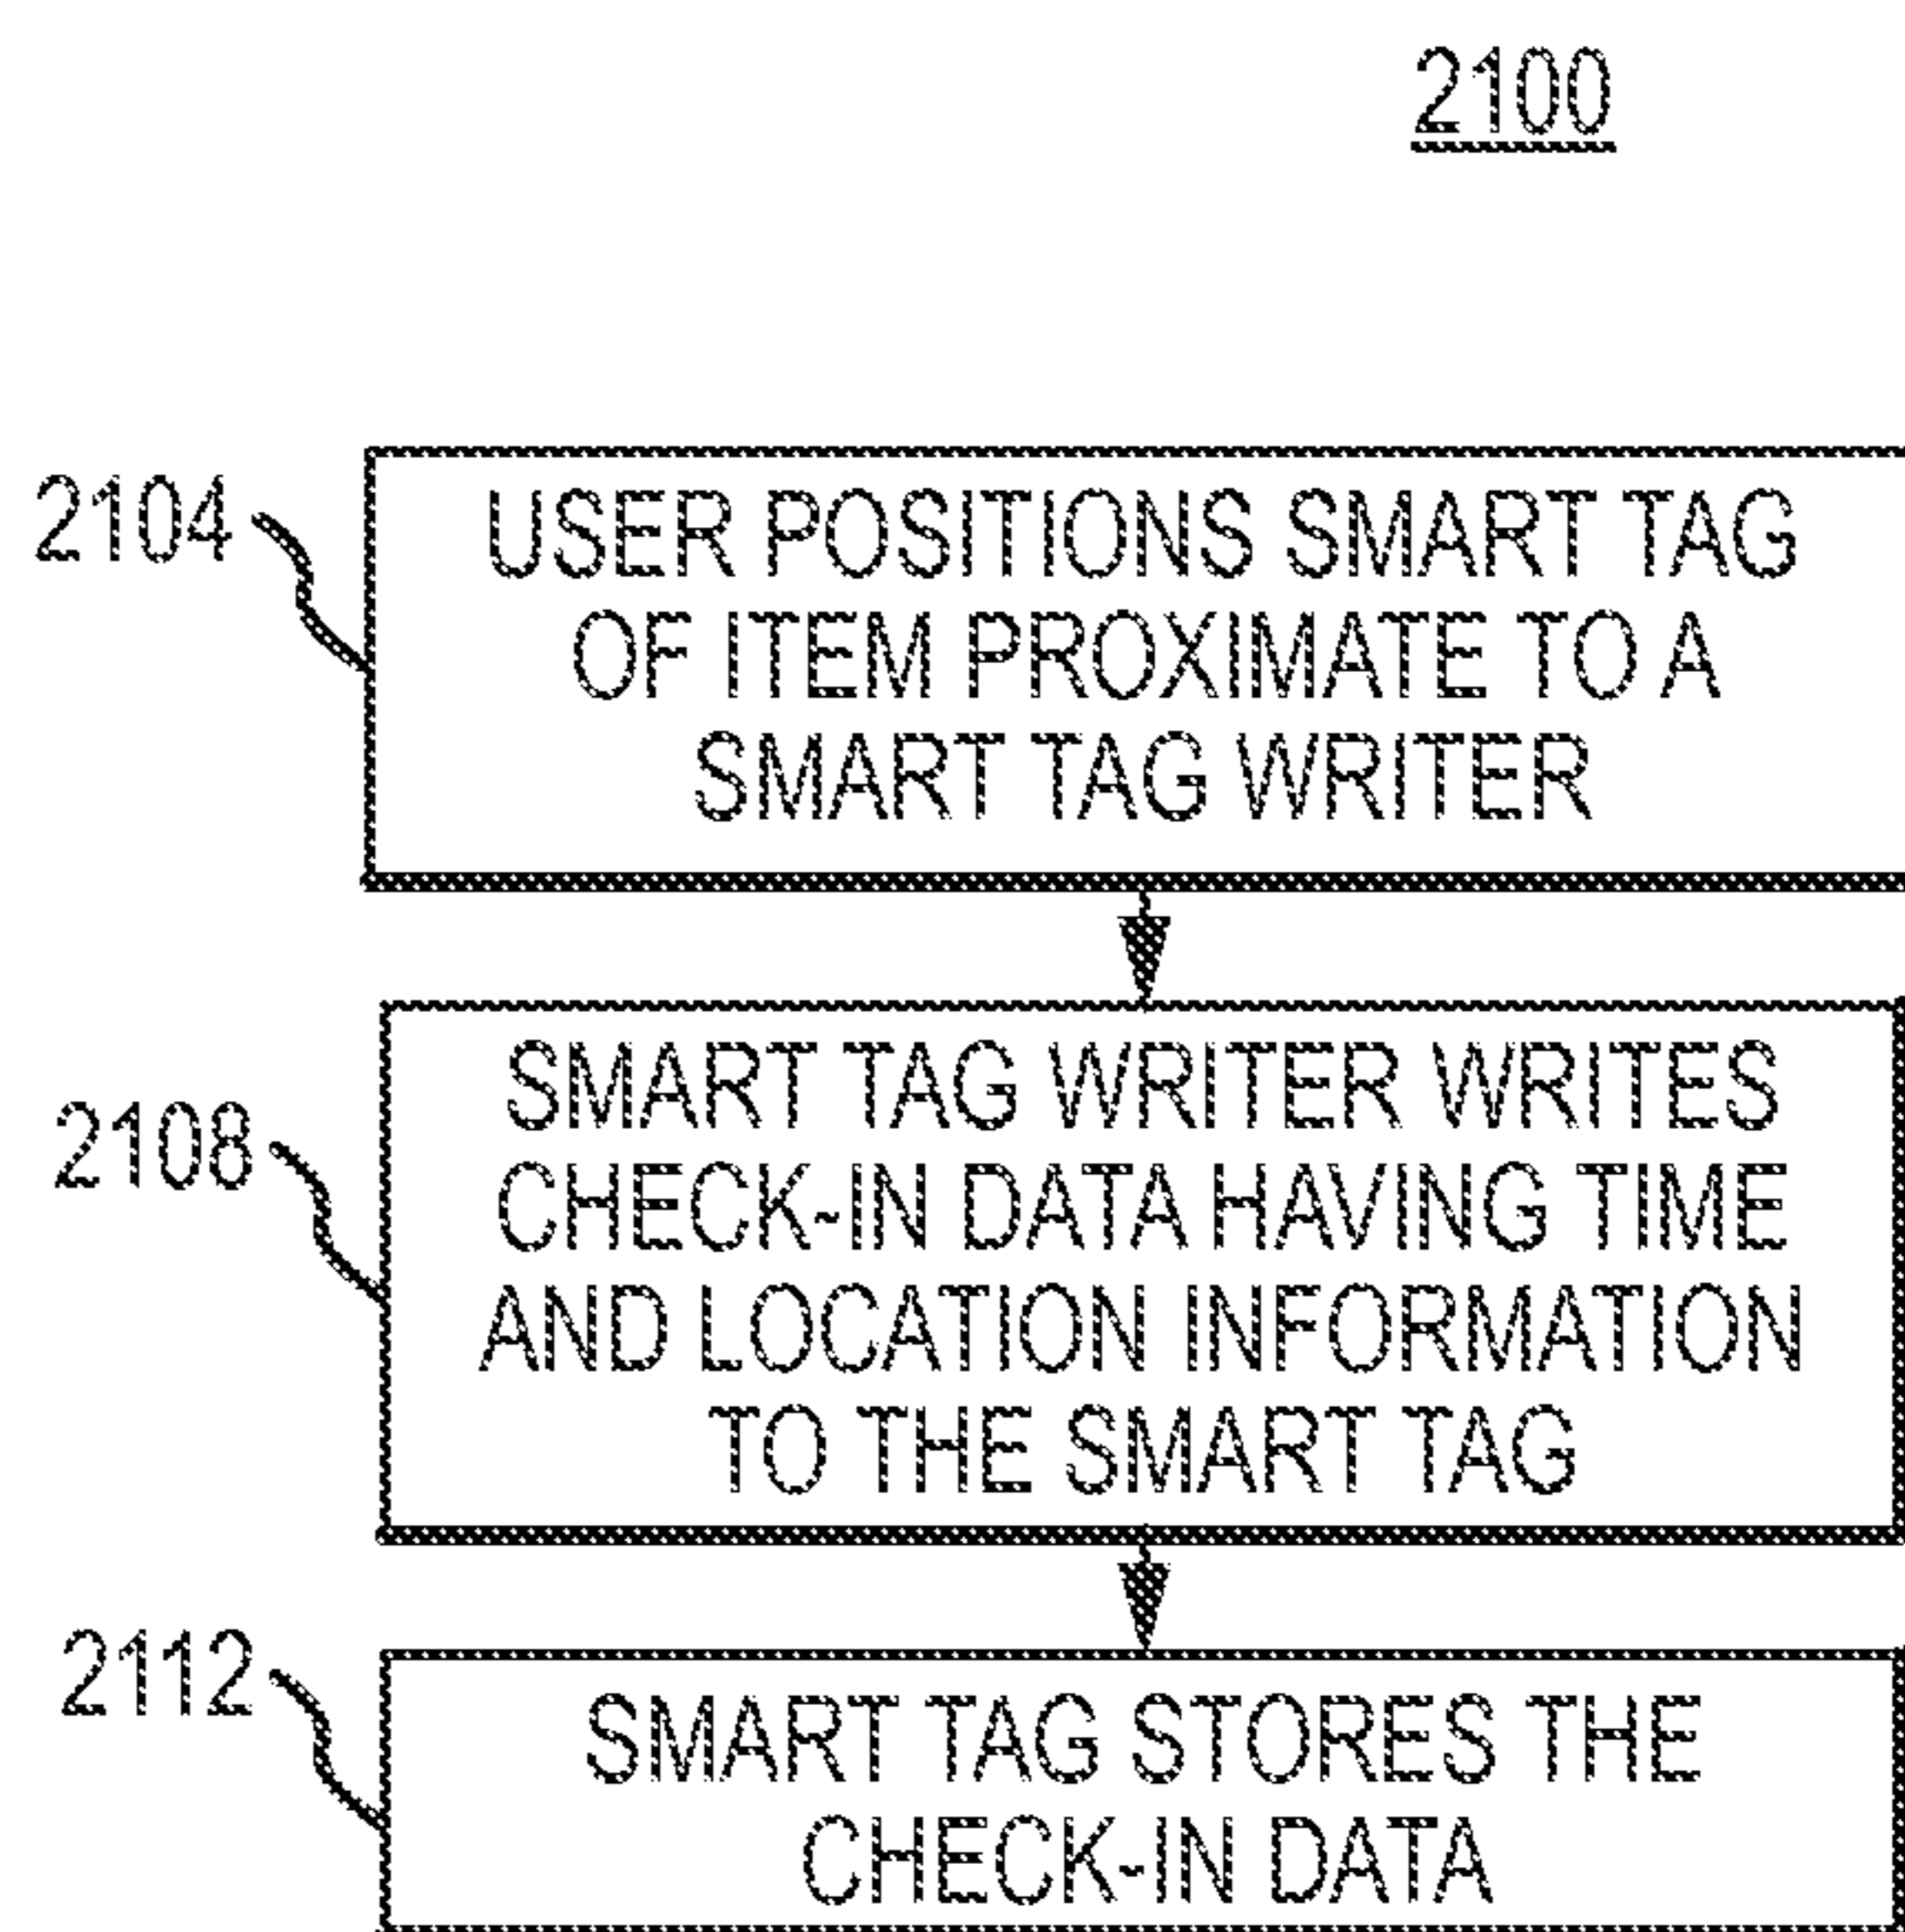 2100
2104
USER POSITIONS SMART TAG
OF ITEM PROXIMATE TO A
SMART TAG WRITER
2108
SMART TAG WRITER WRITES
CHECK-IN DATA HAVING TIME
AND LOCATION INFORMATION
TO THE SMART TAG
2112
SMART TAG STORES THE
CHECK-IN DATA